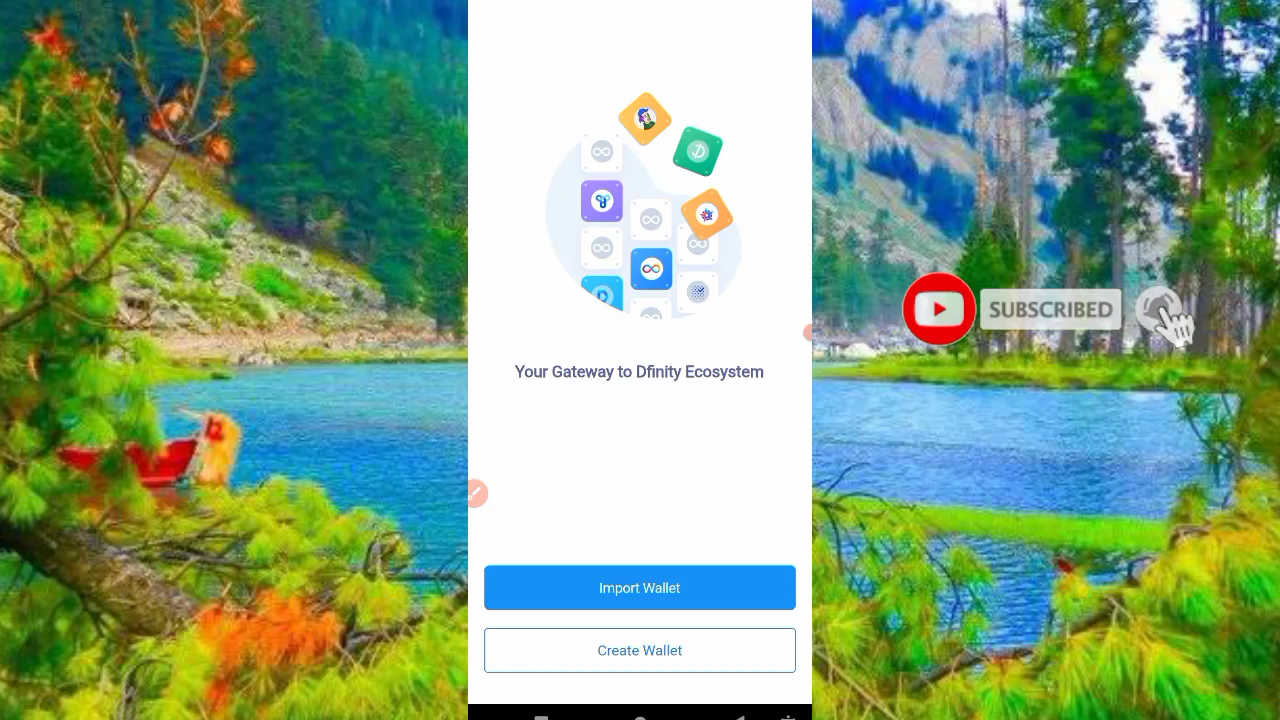 Your Gateway to Dfinity Ecosystem
SUBSCRIBED
Import Wallet
Create Wallet